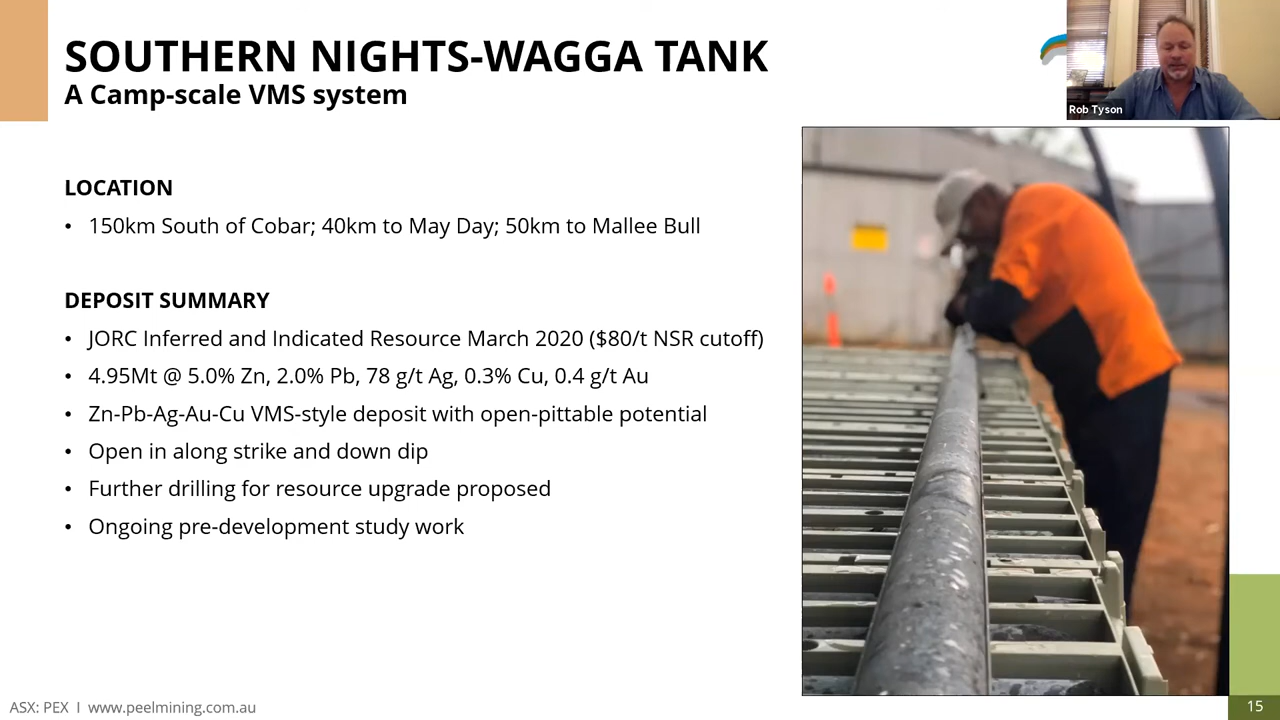 SOUTHERN NIGHTS-WAGGA TANK
A Camp-scale VMS system
Rob Tyson
LOCATION
• 150km South of Cobar; 40km to May Day; 50km to Mallee Bull
DEPOSIT SUMMARY
• JORC Inferred and Indicated Resource March 2020 ($80/t NSR cutoff)
• 4.95Mt @ 5.0% Zn, 2.0% Pb, 78 g/t Ag, 0.3% Cu, 0.4 g/t Au
• Zn-Pb-Ag-Au-Cu VMS-style deposit with open-pittable potential
• Open in along strike and down dip
• Further drilling for resource upgrade proposed
• Ongoing pre-development study work
ASX: PEX I www.peelmining.com.au
15